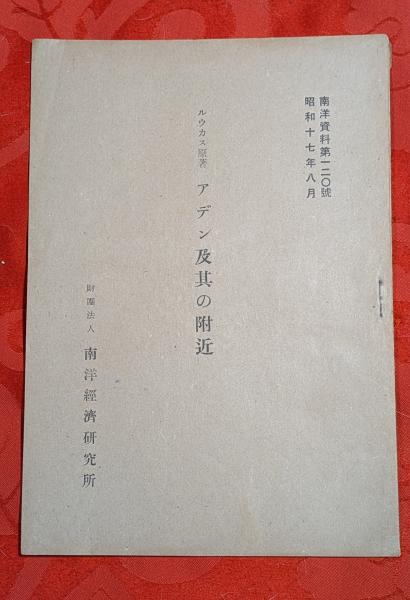 南洋資料第一二〇號
昭和十七年八月
ルウカス原著 アデン及其の附近
財團法人 南洋經濟研究所